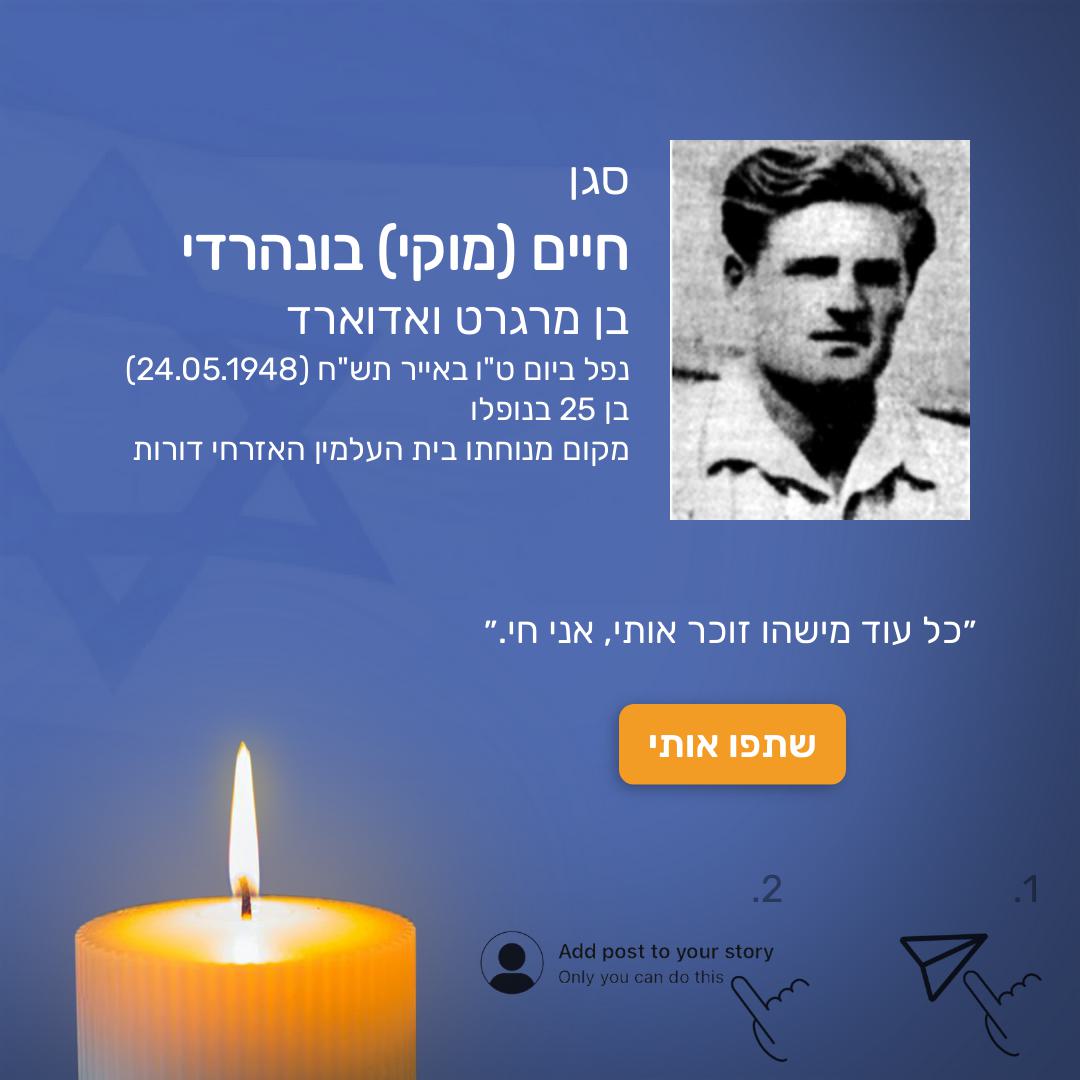 סגן
חיים (מוקי) בונהרדי
בן מרגרט ואדוארד
נפל ביום ט"ו באייר תש"ח (24.05.1948)
בן 25 בנופלו
מקום מנוחתו בית העלמין האזרחי דורות
״כל עוד מישהו זוכר אותי, אני חי.״
שתפו אותי
.1
.2
Add post to your story
Only you can do this